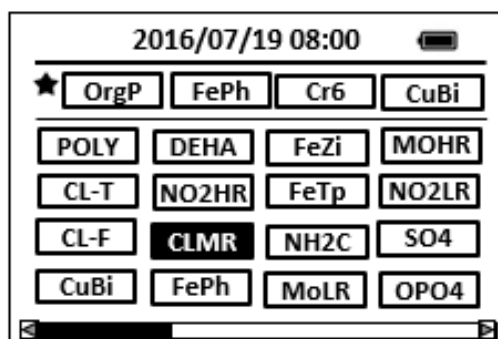 2016/07/19 08:00
OrgP FePh Cr6 CuBi
POLY DEHA FeZi MOHR
CL-T NO2HR FeTp NO2LR
CL-F CLMR NH2C SO4
CuBi FePh MoLR OPO4